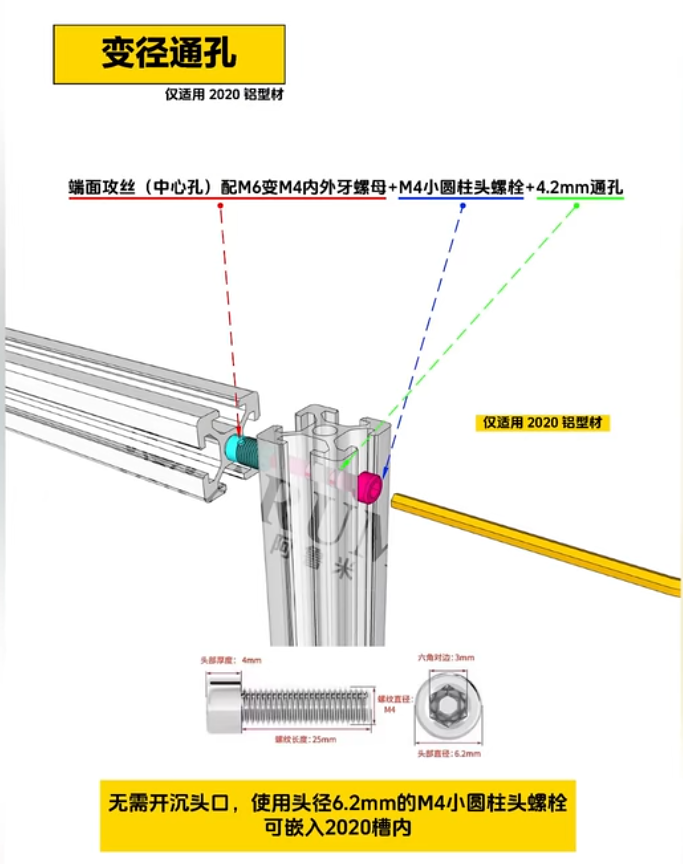 变径通孔
仅适用 2020 铝型材
端面攻丝（中心孔）配M6变M4内外牙螺母+M4小圆柱头螺栓+4.2mm通孔
仅适用 2020 铝型材
RUM
阿鲁米
头部厚度：4mm
六角对边：3mm
螺纹直径：
M4
螺纹长度：25mm
头部直径：6.2mm
无需开沉头口，使用头径6.2mm的M4小圆柱头螺栓
可嵌入2020槽内